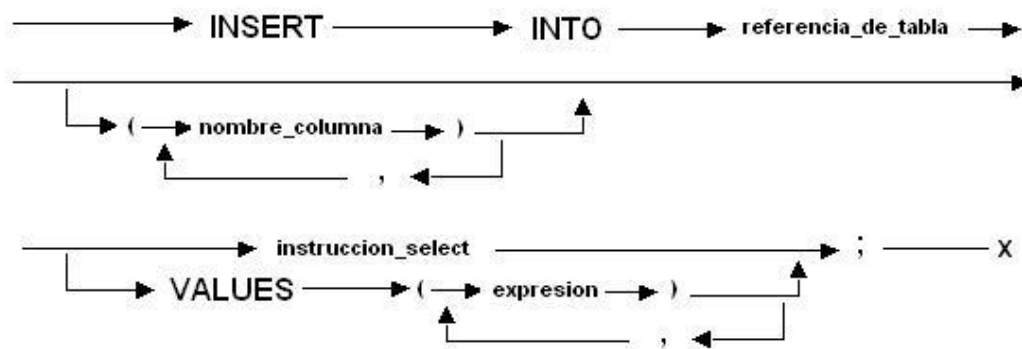 INSERT INTO referencia_de_tabla
( nombre_columna )
,
instruccion_select ; x
VALUES ( expresion )
,